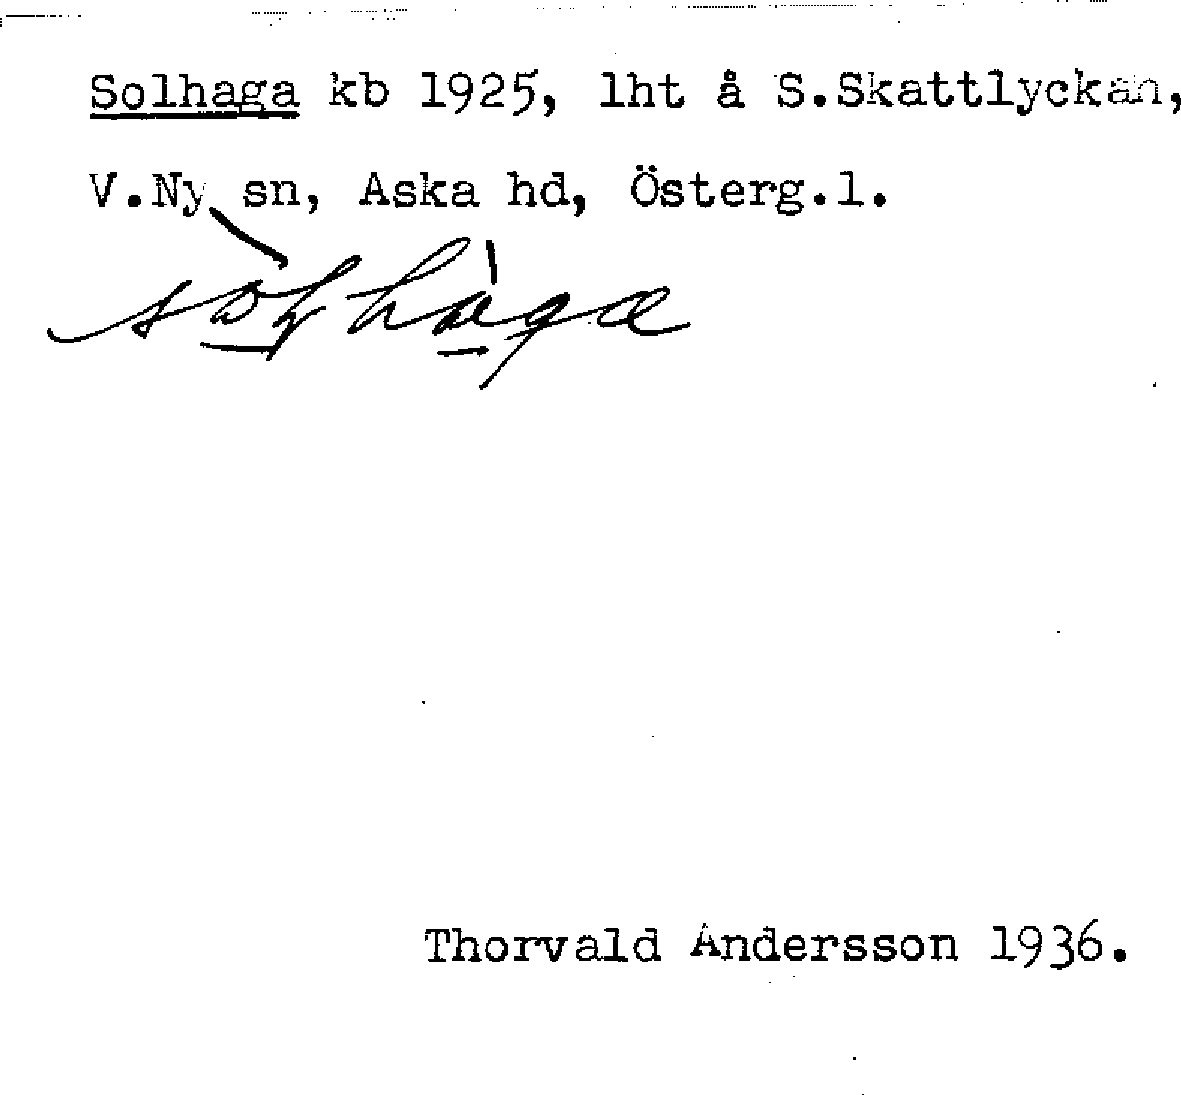 Solhaga kb 1925, lht å S.Skattlyckan,
V.Ny sn, Aska hd, Österg.l.
Thorvald Andersson 1936.